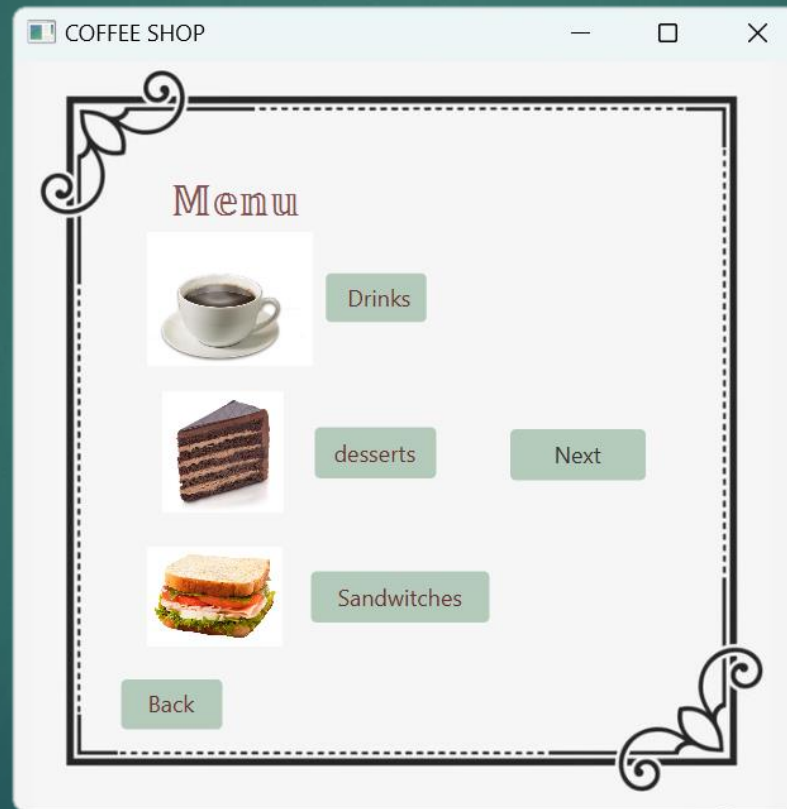 COFFEE SHOP
Menu
Drinks
desserts
Next
Sandwitches
Back